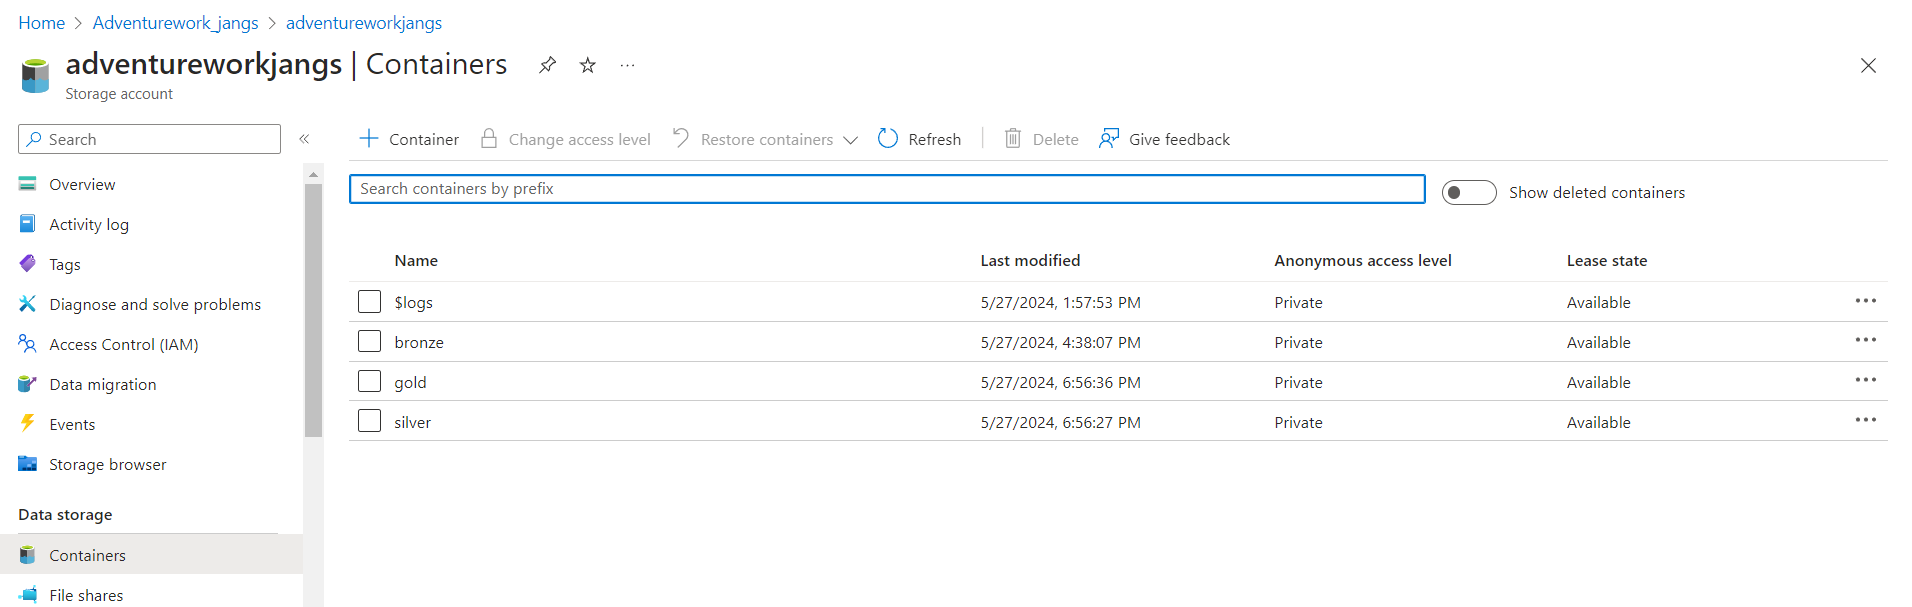 Home > Adventurework_jangs > adventureworkjangs
adventureworkjangs | Containers
Storage account
Search
Container Change access level Restore containers Refresh Delete Give feedback
Search containers by prefix
Show deleted containers
Overview
Activity log
Tags
Diagnose and solve problems
Access Control (IAM)
Data migration
Events
Storage browser
Data storage
Containers
File shares
Name Last modified Anonymous access level Lease state
$logs 5/27/2024, 1:57:53 PM Private Available
bronze 5/27/2024, 4:38:07 PM Private Available
gold 5/27/2024, 6:56:36 PM Private Available
silver 5/27/2024, 6:56:27 PM Private Available